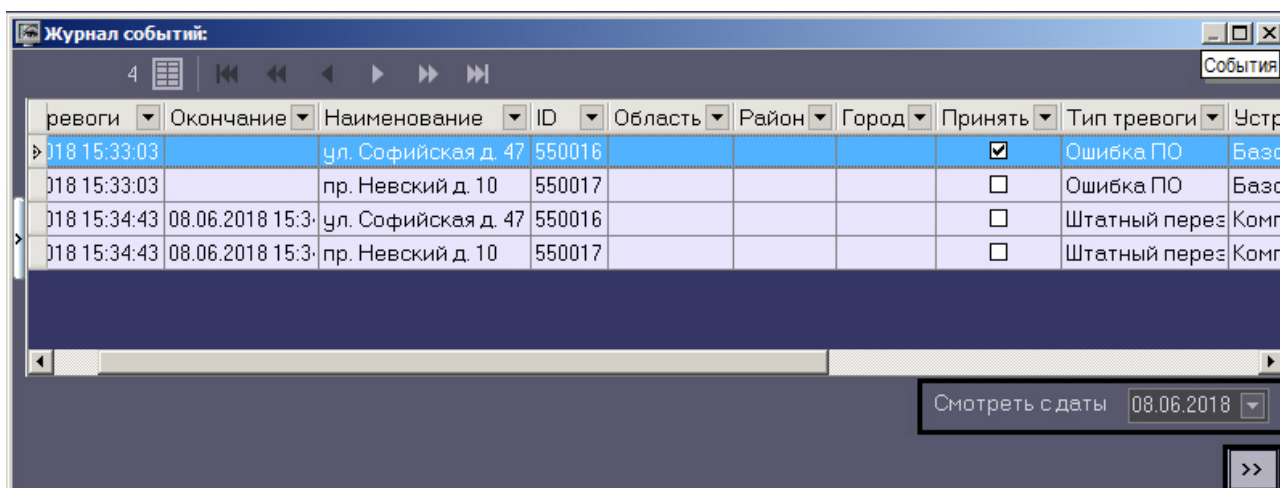 Журнал событий:
4
События
ревоги Окончание Наименование ID Область Район Город Принять Тип тревоги Устр
018 15:33:03 ул. Софийская д. 47 550016 Ошибка ПО Базо
018 15:33:03 пр. Невский д. 10 550017 Ошибка ПО Базо
018 15:34:43 08.06.2018 15:3 ул. Софийская д. 47 550016 Штатный перез Комп
018 15:34:43 08.06.2018 15:3 пр. Невский д. 10 550017 Штатный перез Комп
Смотреть с даты 08.06.2018
>>